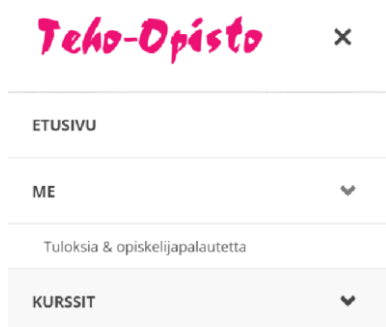 Teho-Opisto
ETUSIVU
ME
Tuloksia & opiskelijapalautetta
KURSSIT